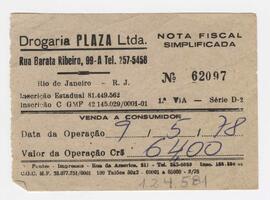 Drogaria PLAZA Ltda.
NOTA FISCAL
SIMPLIFICADA
Rua Barata Ribeiro, 99-A Tel. 257-5458
Rio de Janeiro - R. J.
Nº 62097
Inscrição Estadual 81.449.562
Inscrição C GMF 42 145.029/0001-01
1.ª VIA — Série D-2
VENDA A CONSUMIDOR
Data da Operação 9 / 5 / 78
Valor da Operação Cr$ 6400